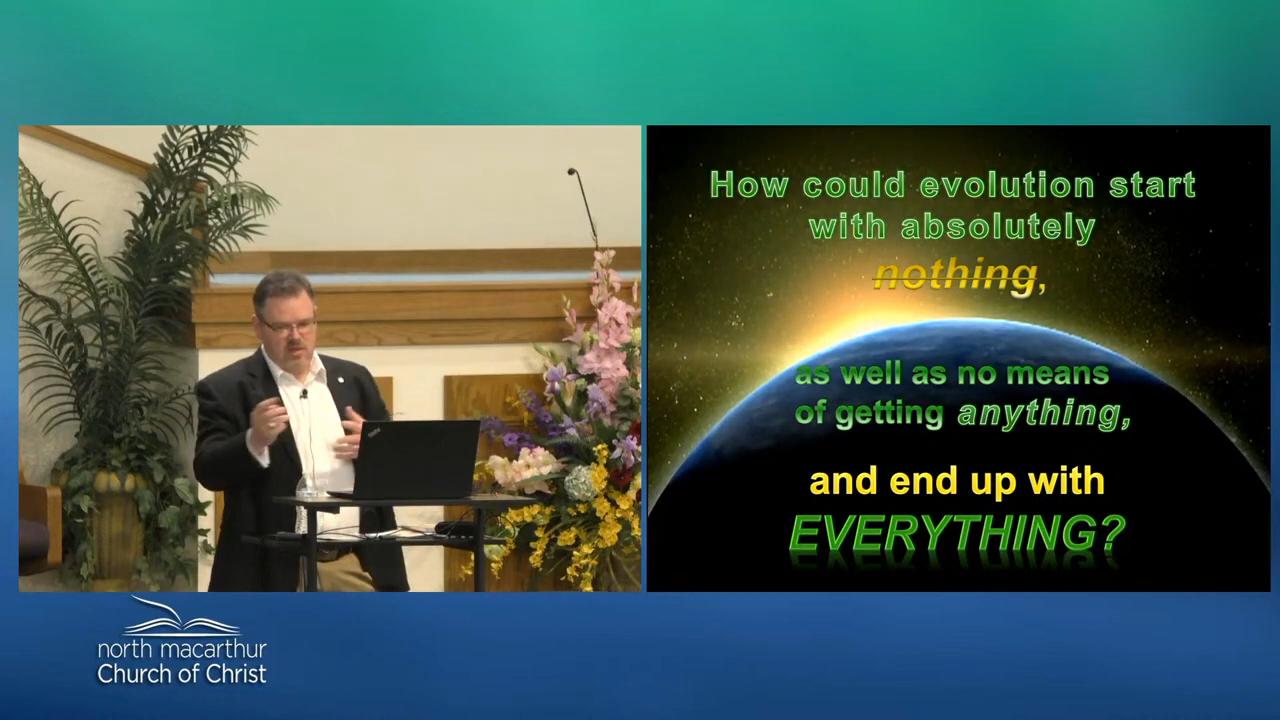 How could evolution start
with absolutely
nothing,
as well as no means
of getting anything,
and end up with
EVERYTHING?
north macarthur
Church of Christ